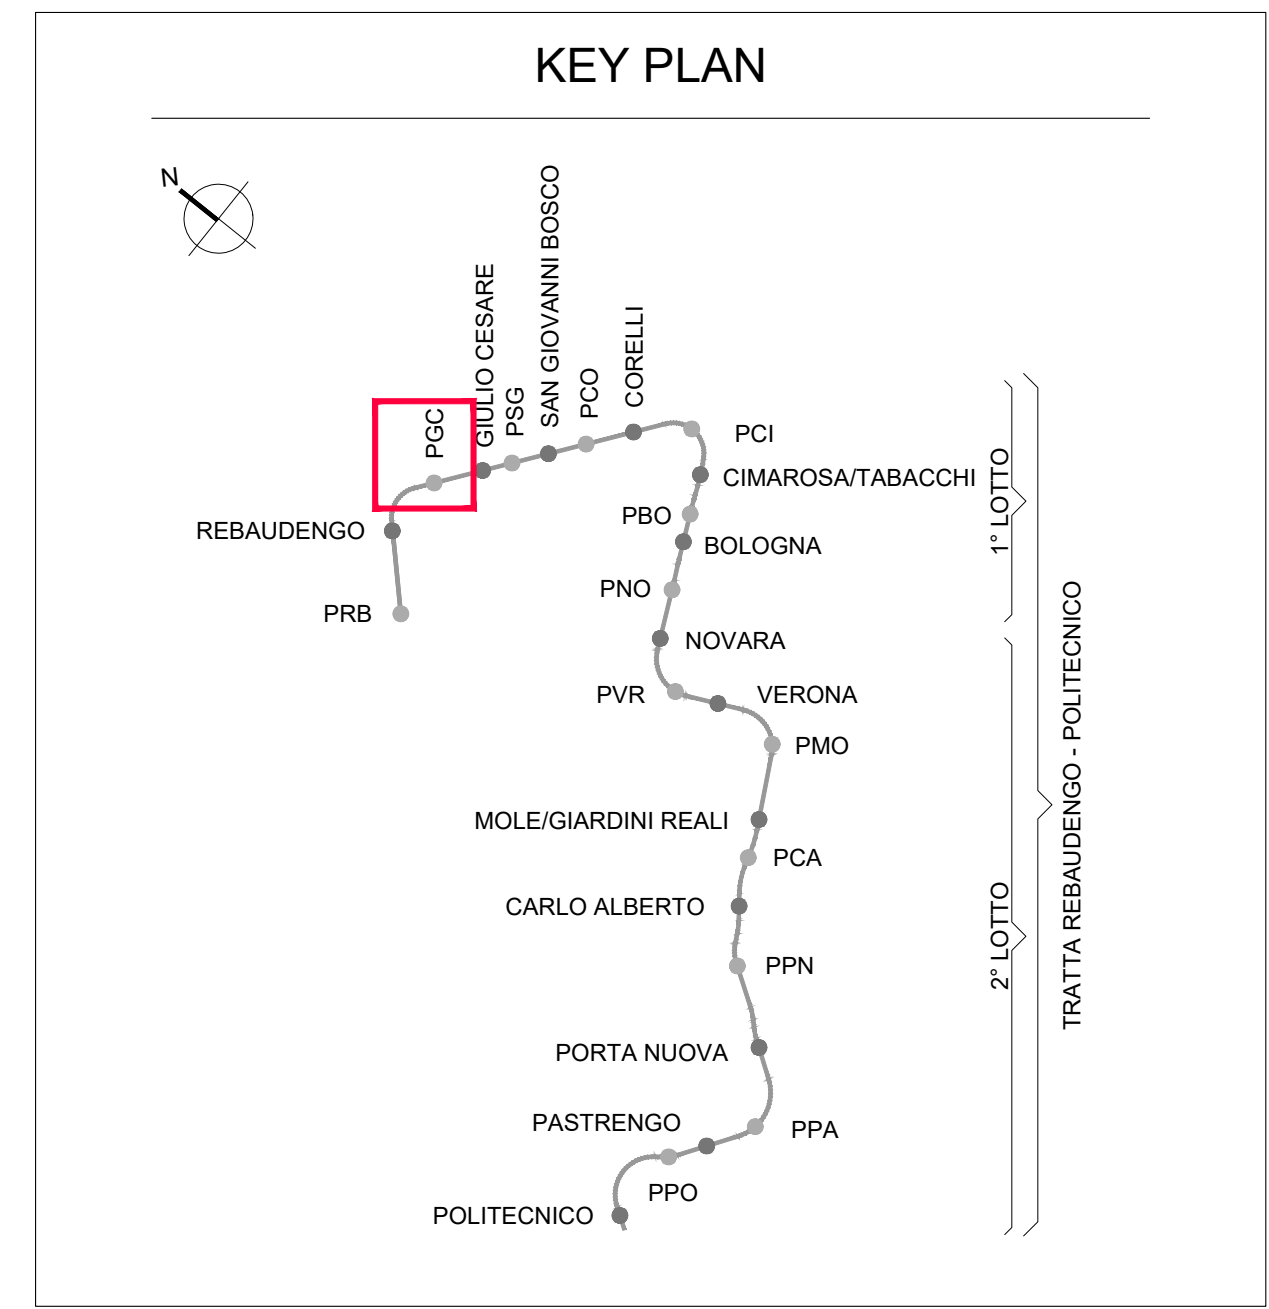 KEY PLAN
N
PGC
GIULIO CESARE
PSG
SAN GIOVANNI BOSCO
PCO
CORELLI
PCI
CIMAROSA/TABACCHI
REBAUDENGO
PBO
BOLOGNA
PRB
PNO
NOVARA
PVR
VERONA
PMO
MOLE/GIARDINI REALI
PCA
CARLO ALBERTO
PPN
PORTA NUOVA
PASTRENGO
PPA
PPO
POLITECNICO
1° LOTTO
2° LOTTO
TRATTA REBAUDENGO - POLITECNICO